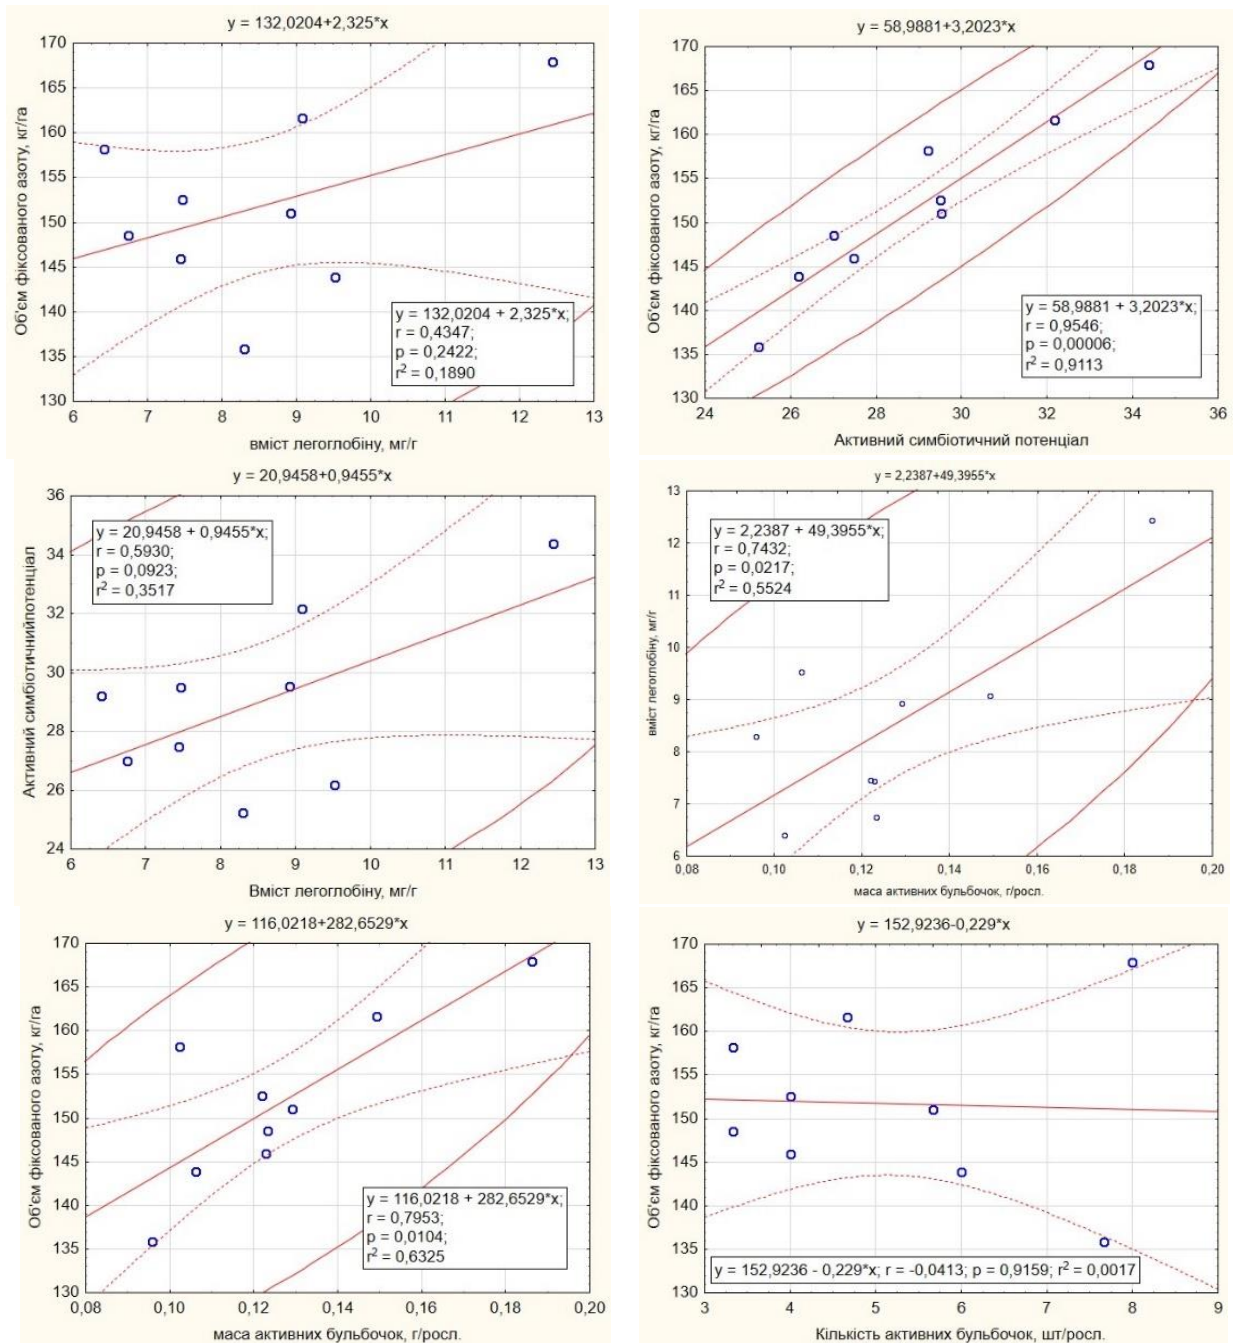 y = 132,0204+2,325*x
170
165
160
155
150
145
140
135
130
Об'єм фіксованого азоту, кг/га
y = 132,0204 + 2,325*x;
r = 0,4347;
p = 0,2422;
r² = 0,1890
6 7 8 9 10 11 12 13
вміст легоглобіну, мг/г
y = 58,9881+3,2023*x
170
165
160
155
150
145
140
135
130
Об'єм фіксованого азоту, кг/га
y = 58,9881 + 3,2023*x;
r = 0,9546;
p = 0,00006;
r² = 0,9113
24 26 28 30 32 34 36
Активний симбіотичний потенціал
y = 20,9458+0,9455*x
36
34
32
30
28
26
24
Активний симбіотичнийпотенціал
y = 20,9458 + 0,9455*x;
r = 0,5930;
p = 0,0923;
r² = 0,3517
6 7 8 9 10 11 12 13
Вміст легоглобіну, мг/г
y = 2,2387+49,3955*x
13
12
11
10
9
8
7
6
вміст легоглобіну, мг/г
y = 2,2387 + 49,3955*x;
r = 0,7432;
p = 0,0217;
r² = 0,5524
0,08 0,10 0,12 0,14 0,16 0,18 0,20
маса активних бульбочок, г/росл.
y = 116,0218+282,6529*x
170
165
160
155
150
145
140
135
130
Об'єм фіксованого азоту, кг/га
y = 116,0218 + 282,6529*x;
r = 0,7953;
p = 0,0104;
r² = 0,6325
0,08 0,10 0,12 0,14 0,16 0,18 0,20
маса активних бульбочок, г/росл.
y = 152,9236-0,229*x
170
165
160
155
150
145
140
135
130
Об'єм фіксованого азоту, кг/га
y = 152,9236 - 0,229*x; r = -0,0413; p = 0,9159; r² = 0,0017
3 4 5 6 7 8 9
Кількість активних бульбочок, шт/росл.